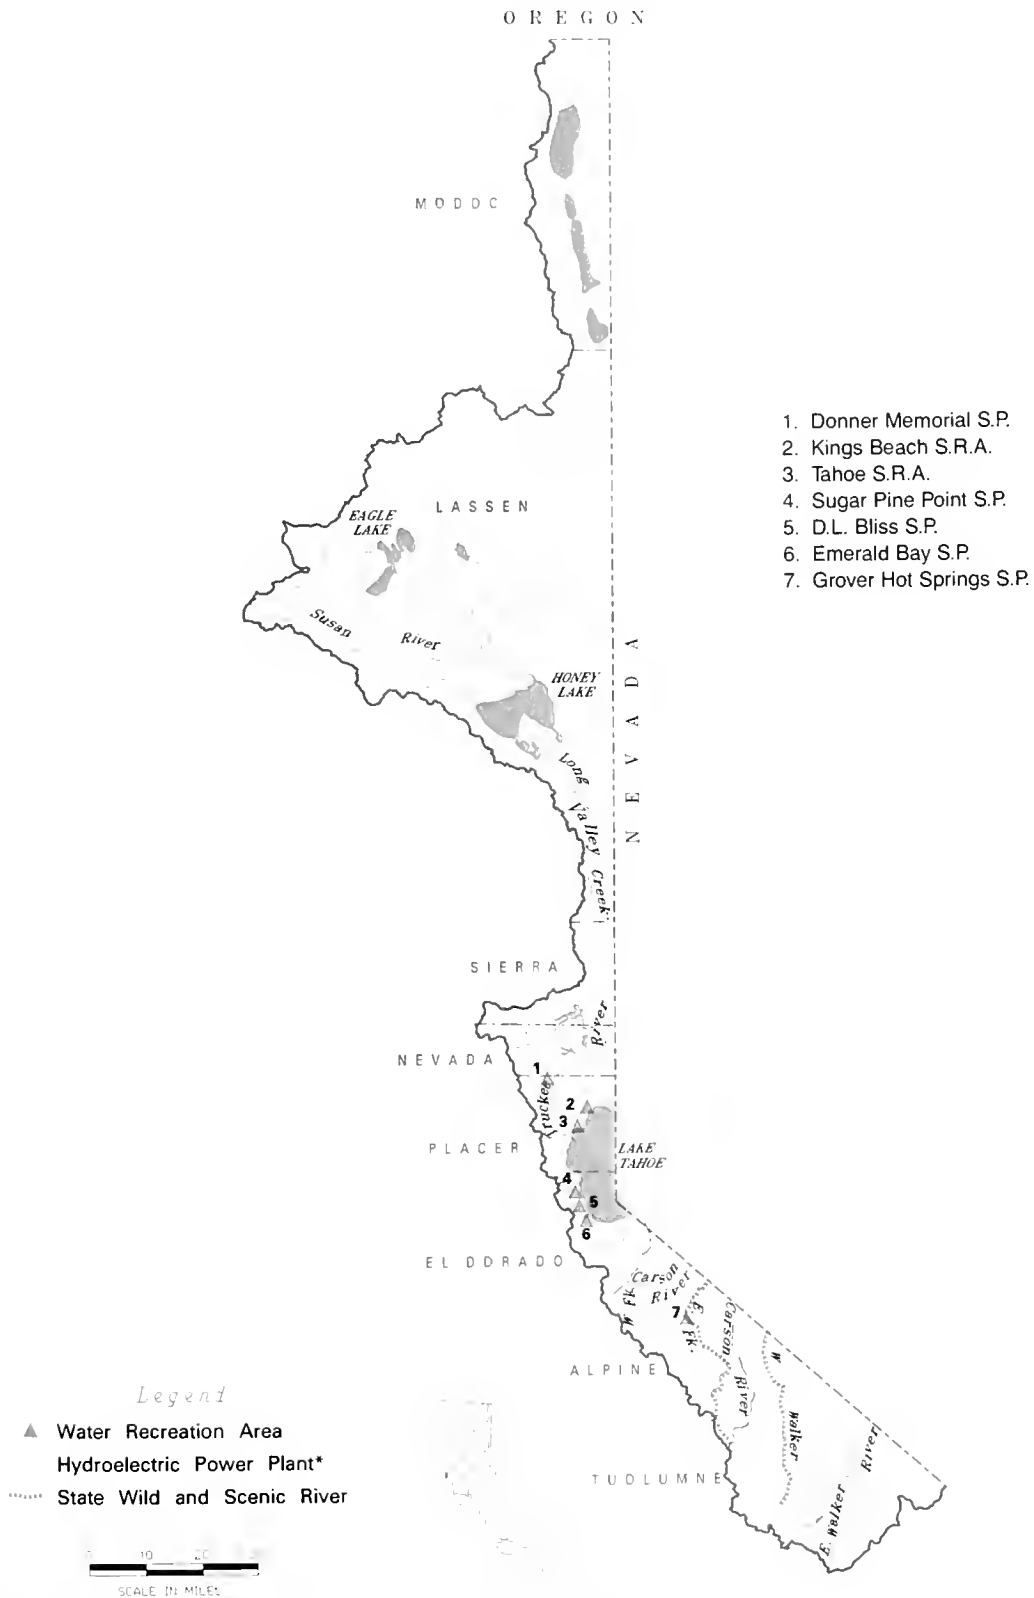 OREGON
MODOC
1. Donner Memorial S.P.
2. Kings Beach S.R.A.
3. Tahoe S.R.A.
4. Sugar Pine Point S.P.
5. D.L. Bliss S.P.
6. Emerald Bay S.P.
7. Grover Hot Springs S.P.
LASSEN
EAGLE
LAKE
Susan River
NEVADA
HONEY
LAKE
Long Valley Creek
SIERRA
River
NEVADA
1
Truckee
2
3
PLACER
LAKE
TAHOE
4
5
6
EL DORADO
W. Fk. Carson
River
7
E. Fk.
Carson
River
W
Walker
ALPINE
TUOLUMNE
E. Walker River
Legend
Water Recreation Area
Hydroelectric Power Plant*
State Wild and Scenic River
0 10 20
SCALE IN MILES